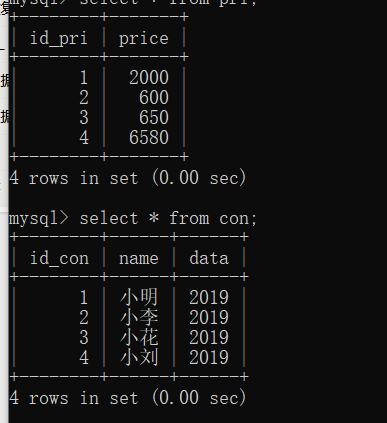 mysql> select * from pri;
+--------+-------+
| id_pri | price |
+--------+-------+
| 1 | 2000 |
| 2 | 600 |
| 3 | 650 |
| 4 | 6580 |
+--------+-------+
4 rows in set (0.00 sec)
mysql> select * from con;
+--------+------+------+
| id_con | name | data |
+--------+------+------+
| 1 | 小明 | 2019 |
| 2 | 小李 | 2019 |
| 3 | 小花 | 2019 |
| 4 | 小刘 | 2019 |
+--------+------+------+
4 rows in set (0.00 sec)